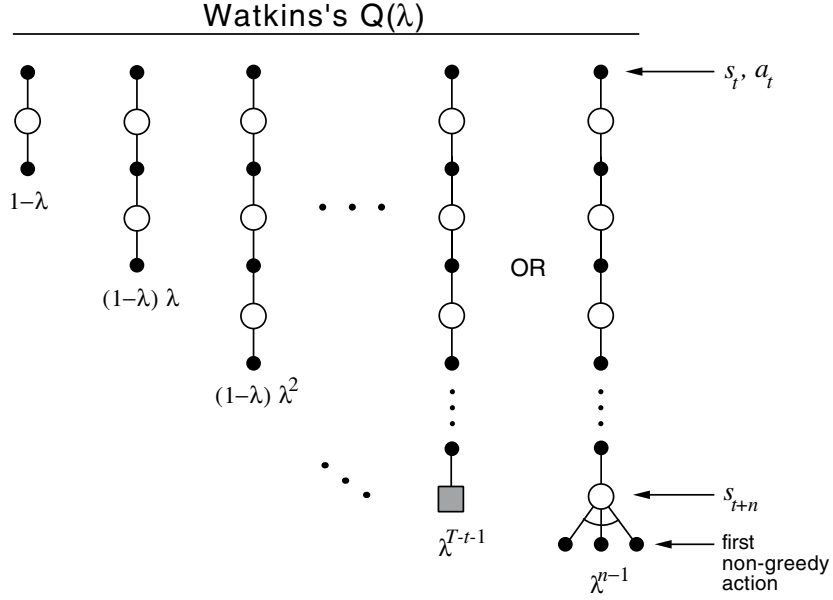 Watkins's Q(λ)
s_t, a_t
1−λ
(1−λ) λ
(1−λ) λ^2
OR
λ^{T-t-1}
s_{t+n}
first
non-greedy
action
λ^{n−1}